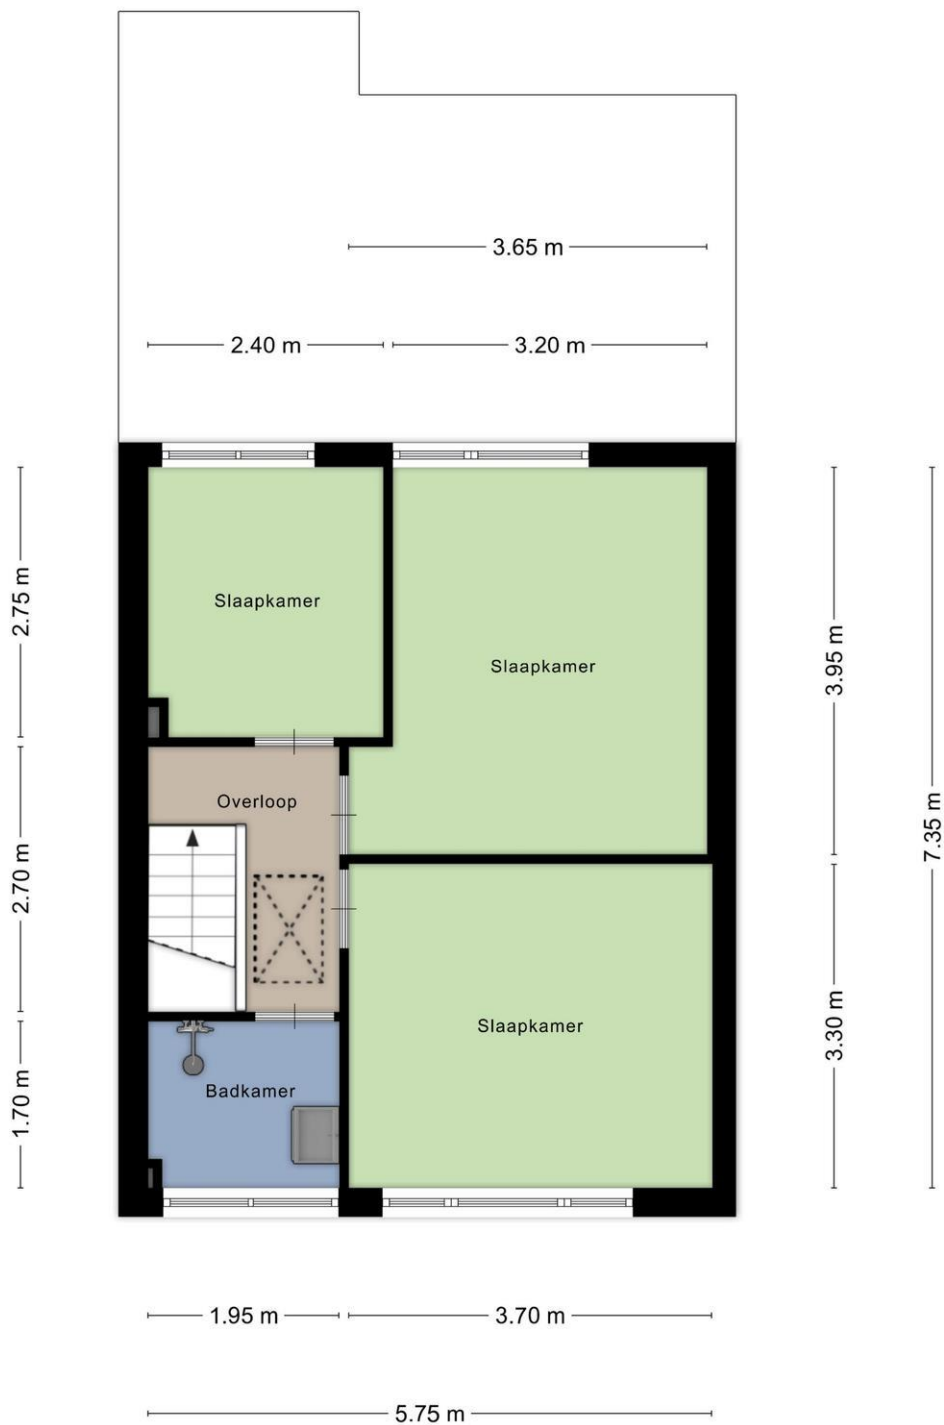 3.65 m
2.40 m
3.20 m
2.75 m
Slaapkamer
Slaapkamer
3.95 m
Overloop
7.35 m
2.70 m
Slaapkamer
3.30 m
Badkamer
1.70 m
1.95 m
3.70 m
5.75 m